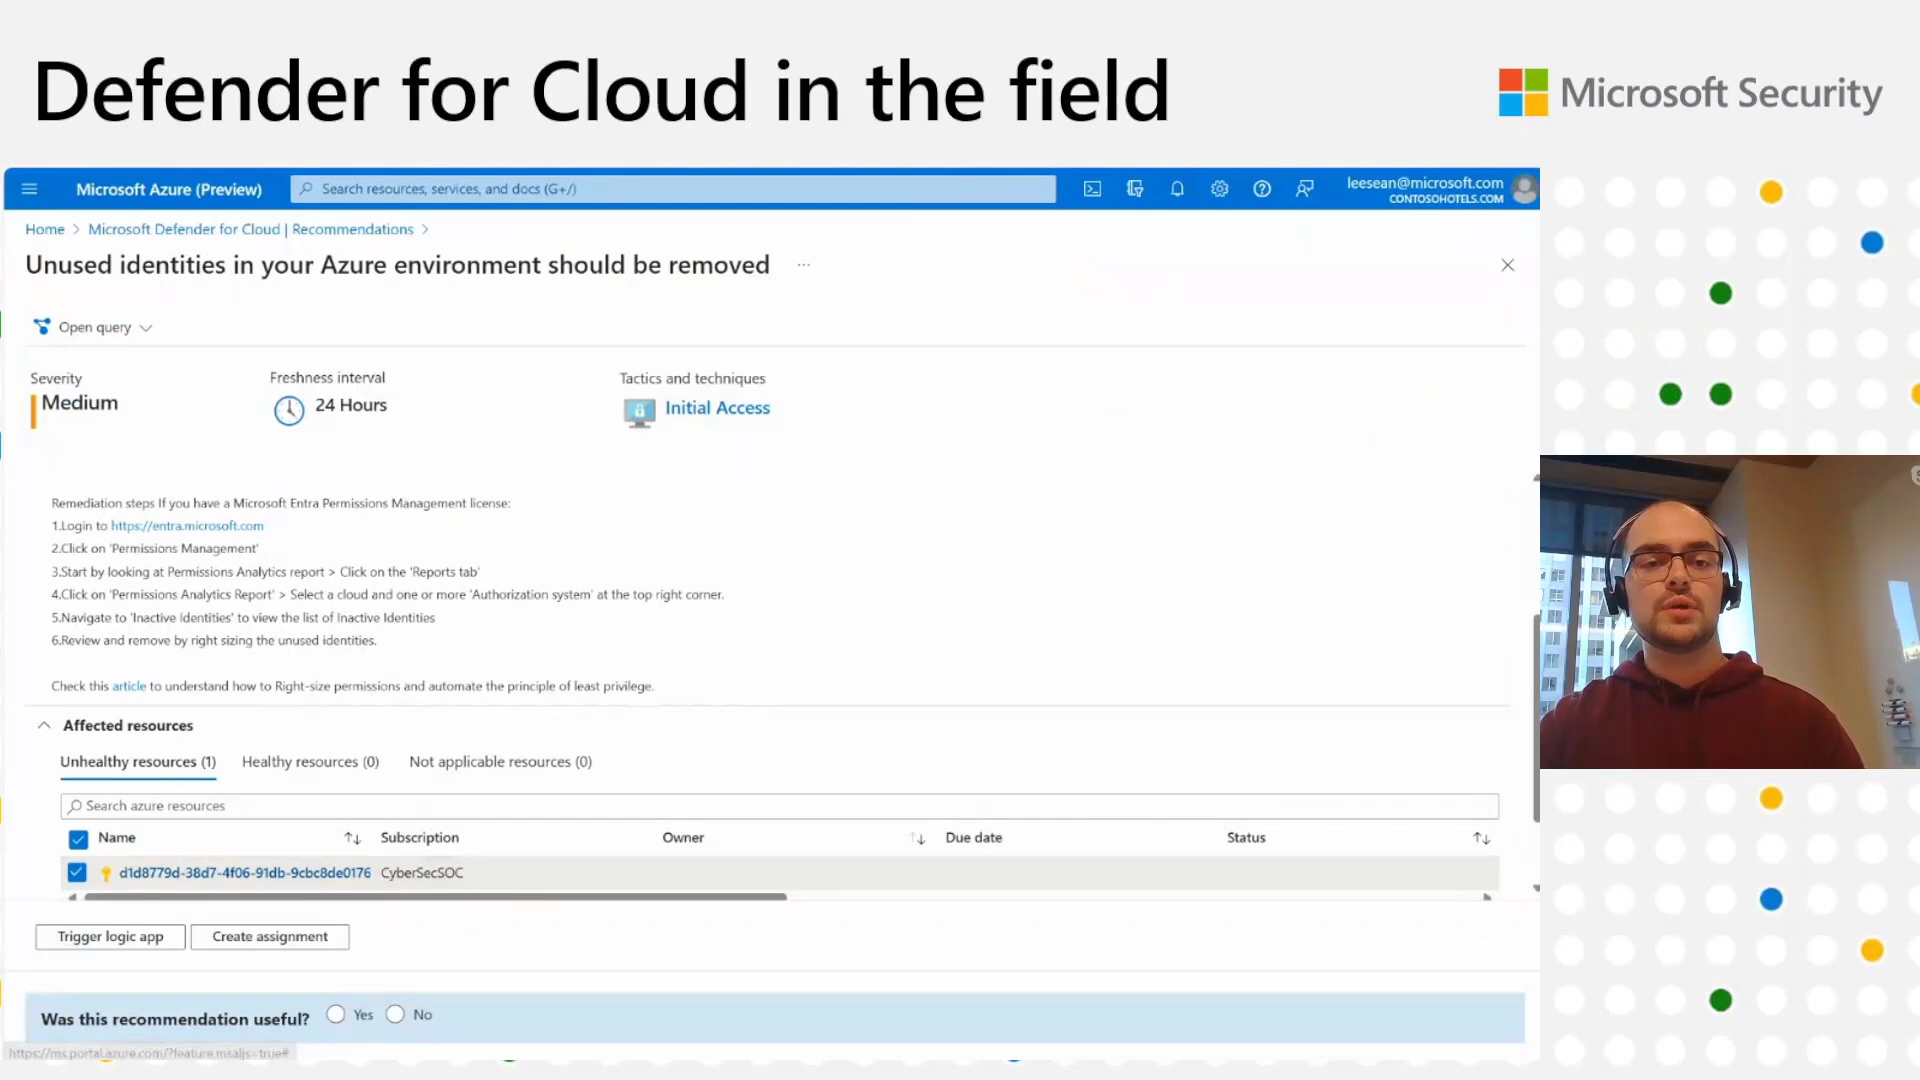 Defender for Cloud in the field
Microsoft Security
Microsoft Azure (Preview)
Search resources, services, and docs (G+/)
leesean@microsoft.com
CONTOSOHOTELS.COM
Home > Microsoft Defender for Cloud | Recommendations >
Unused identities in your Azure environment should be removed ...
Open query
Severity
Medium
Freshness interval
24 Hours
Tactics and techniques
Initial Access
Remediation steps If you have a Microsoft Entra Permissions Management license:
1.Login to https://entra.microsoft.com
2.Click on 'Permissions Management'
3.Start by looking at Permissions Analytics report > Click on the 'Reports tab'
4.Click on 'Permissions Analytics Report' > Select a cloud and one or more 'Authorization system' at the top right corner.
5.Navigate to 'Inactive Identities' to view the list of Inactive Identities
6.Review and remove by right sizing the unused identities.
Check this article to understand how to Right-size permissions and automate the principle of least privilege.
Affected resources
Unhealthy resources (1) Healthy resources (0) Not applicable resources (0)
Search azure resources
Name Subscription Owner Due date Status
d1d8779d-38d7-4f06-91db-9cbc8de0176 CyberSecSOC
Trigger logic app Create assignment
Was this recommendation useful? Yes No
https://ms.portal.azure.com/?feature.msaljs=true#